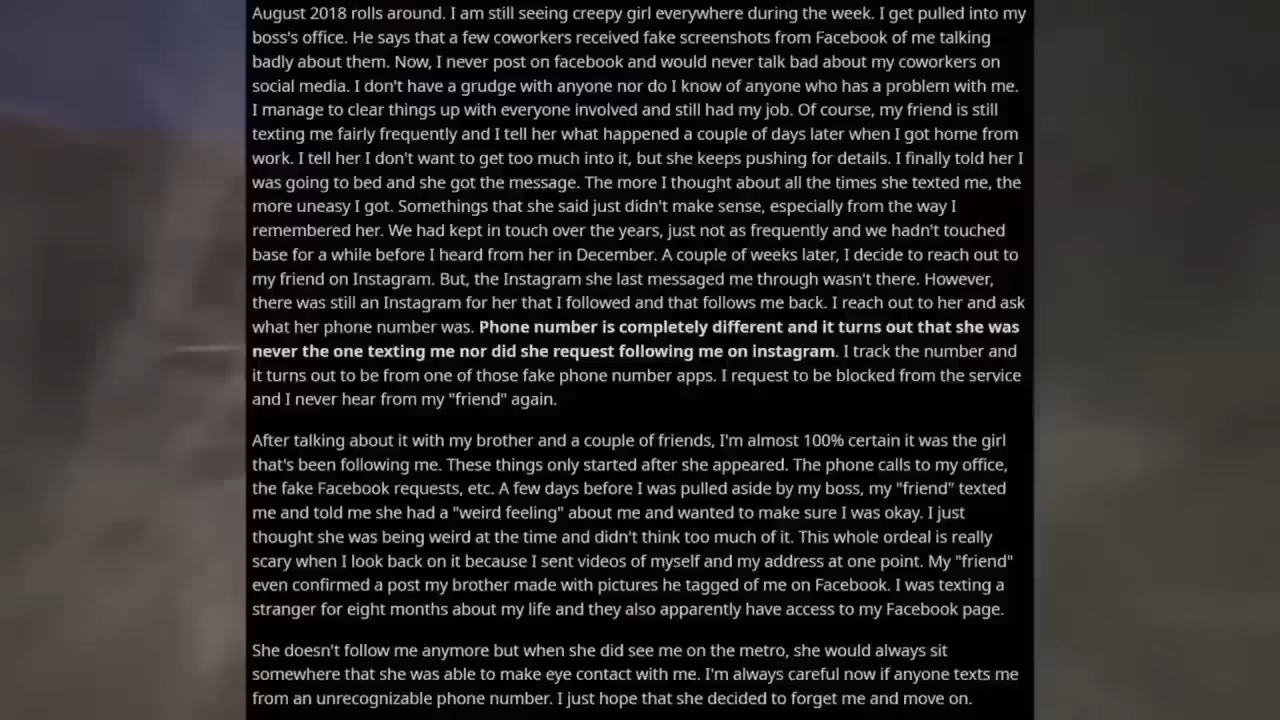 August 2018 rolls around. I am still seeing creepy girl everywhere during the week. I get pulled into my
boss's office. He says that a few coworkers received fake screenshots from Facebook of me talking
badly about them. Now, I never post on facebook and would never talk bad about my coworkers on
social media. I don't have a grudge with anyone nor do I know of anyone who has a problem with me.
I manage to clear things up with everyone involved and still had my job. Of course, my friend is still
texting me fairly frequently and I tell her what happened a couple of days later when I got home from
work. I tell her I don't want to get too much into it, but she keeps pushing for details. I finally told her I
was going to bed and she got the message. The more I thought about all the times she texted me, the
more uneasy I got. Somethings that she said just didn't make sense, especially from the way I
remembered her. We had kept in touch over the years, just not as frequently and we hadn't touched
base for a while before I heard from her in December. A couple of weeks later, I decide to reach out to
my friend on Instagram. But, the Instagram she last messaged me through wasn't there. However,
there was still an Instagram for her that I followed and that follows me back. I reach out to her and ask
what her phone number was. Phone number is completely different and it turns out that she was
never the one texting me nor did she request following me on instagram. I track the number and
it turns out to be from one of those fake phone number apps. I request to be blocked from the service
and I never hear from my "friend" again.
After talking about it with my brother and a couple of friends, I'm almost 100% certain it was the girl
that's been following me. These things only started after she appeared. The phone calls to my office,
the fake Facebook requests, etc. A few days before I was pulled aside by my boss, my "friend" texted
me and told me she had a "weird feeling" about me and wanted to make sure I was okay. I just
thought she was being weird at the time and didn't think too much of it. This whole ordeal is really
scary when I look back on it because I sent videos of myself and my address at one point. My "friend"
even confirmed a post my brother made with pictures he tagged of me on Facebook. I was texting a
stranger for eight months about my life and they also apparently have access to my Facebook page.
She doesn't follow me anymore but when she did see me on the metro, she would always sit
somewhere that she was able to make eye contact with me. I'm always careful now if anyone texts me
from an unrecognizable phone number. I just hope that she decided to forget me and move on.